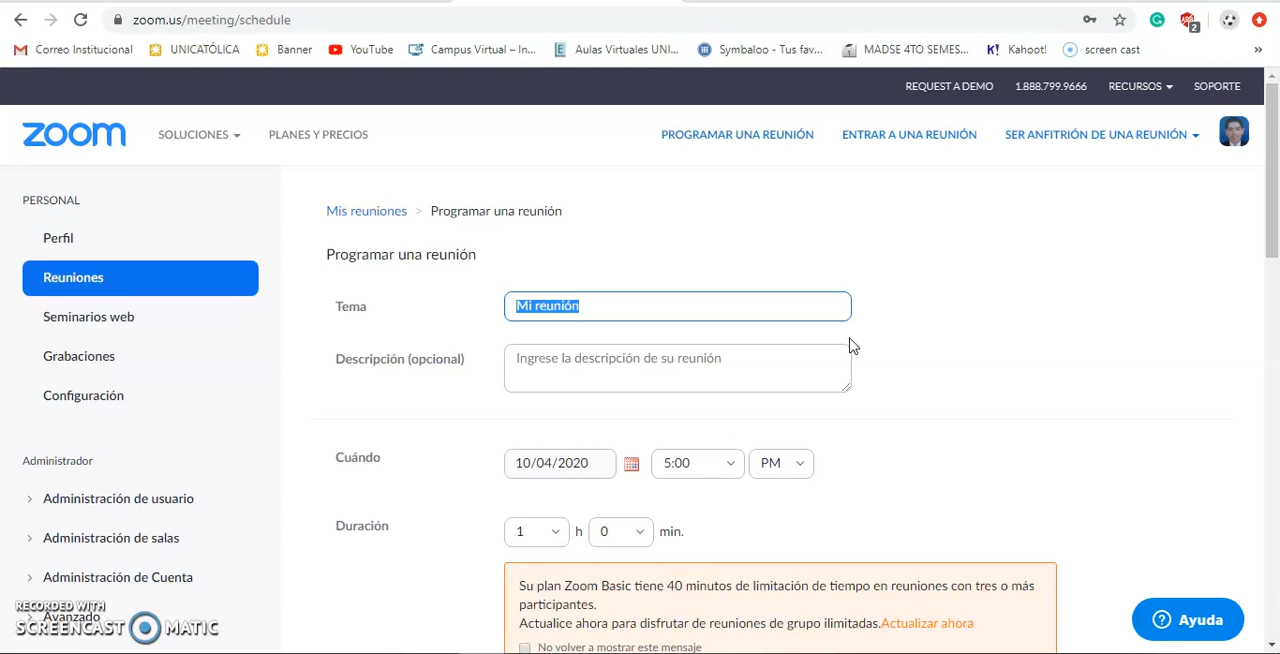 zoom.us/meeting/schedule
2
Correo Institucional
UNICATÓLICA
Banner
YouTube
Campus Virtual – In...
Aulas Virtuales UNI...
Symbaloo - Tus fav...
MADSE 4TO SEMES...
K! Kahoot!
screen cast
»
REQUEST A DEMO
1.888.799.9666
RECURSOS
SOPORTE
zoom
SOLUCIONES
PLANES Y PRECIOS
PROGRAMAR UNA REUNIÓN
ENTRAR A UNA REUNIÓN
SER ANFITRIÓN DE UNA REUNIÓN
PERSONAL
Perfil
Reuniones
Seminarios web
Grabaciones
Configuración
Administrador
Administración de usuario
Administración de salas
Administración de Cuenta
Avanzado
RECORDED WITH
SCREENCAST MATIC
Mis reuniones > Programar una reunión
Programar una reunión
Tema
Mi reunión
Descripción (opcional)
Ingrese la descripción de su reunión
Cuándo
10/04/2020
5:00
PM
Duración
1 h 0 min.
Su plan Zoom Basic tiene 40 minutos de limitación de tiempo en reuniones con tres o más
participantes.
Actualice ahora para disfrutar de reuniones de grupo ilimitadas.Actualizar ahora
No volver a mostrar este mensaje
? Ayuda